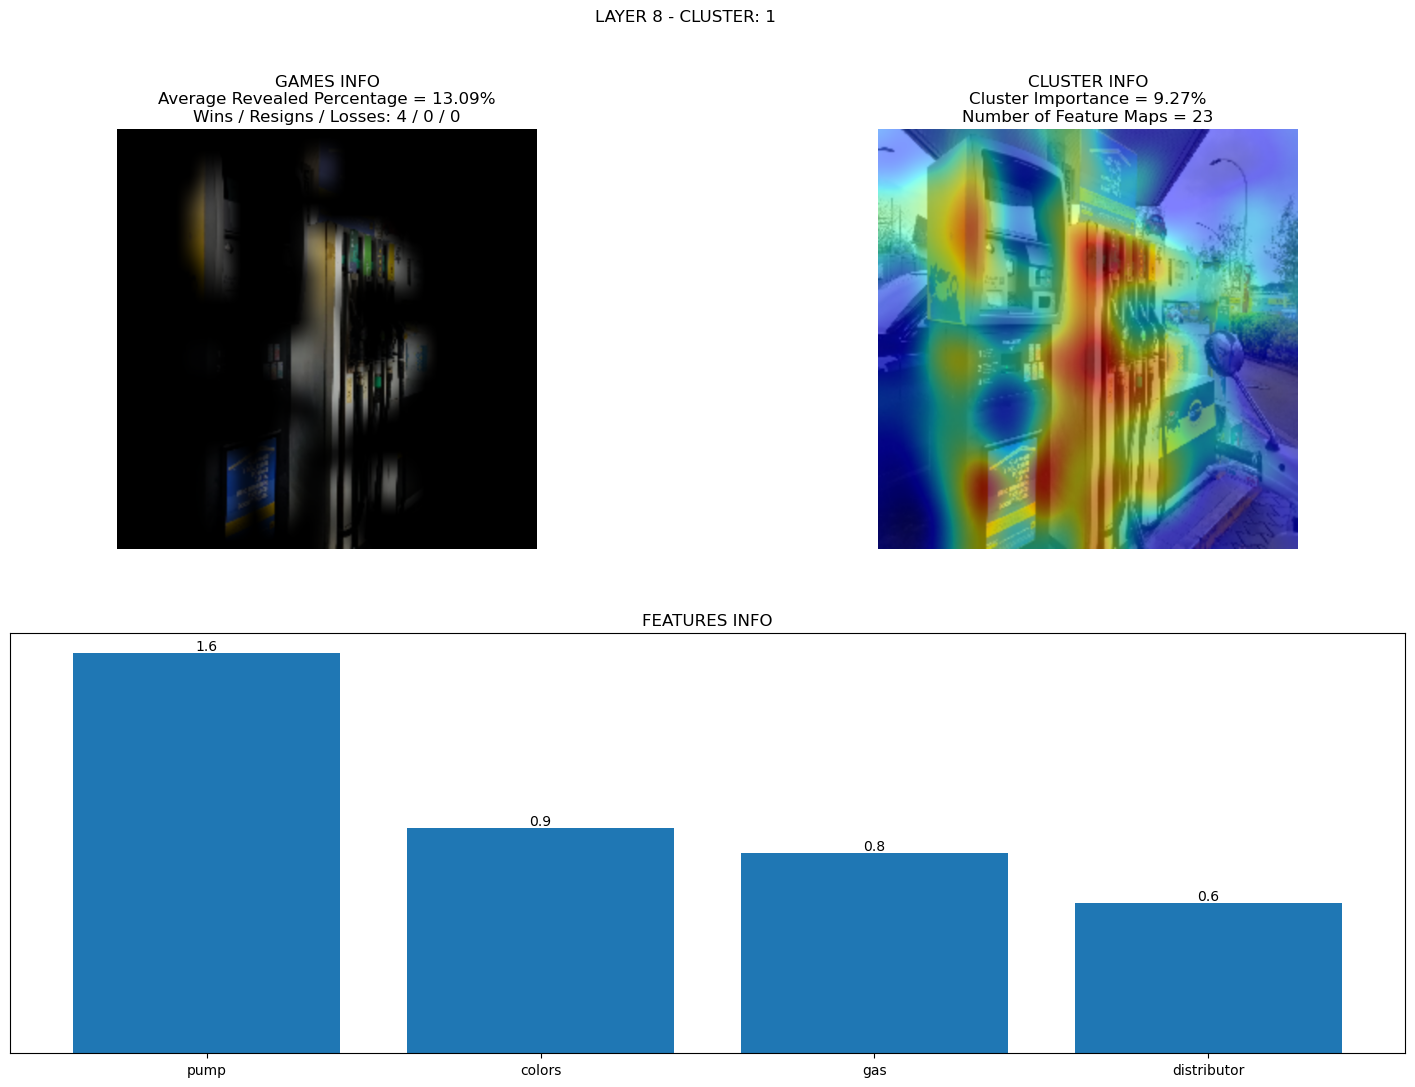 LAYER 8 - CLUSTER: 1
GAMES INFO
Average Revealed Percentage = 13.09%
Wins / Resigns / Losses: 4 / 0 / 0
CLUSTER INFO
Cluster Importance = 9.27%
Number of Feature Maps = 23
FEATURES INFO
1.6
0.9
0.8
0.6
pump
colors
gas
distributor